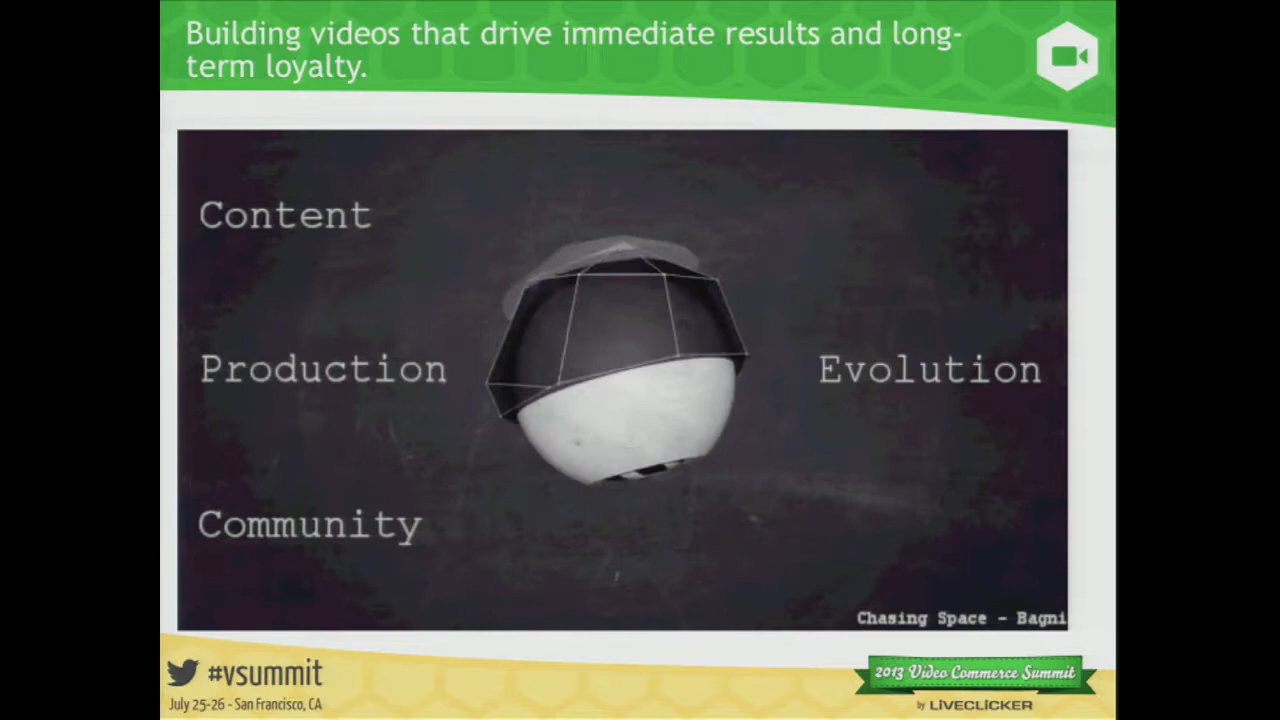 Building videos that drive immediate results and long-
term loyalty.
Content
Production
Evolution
Community
Chasing Space - Bagni
#vsummit
July 25-26 - San Francisco, CA
2013 Video Commerce Summit
by LIVECLICKER